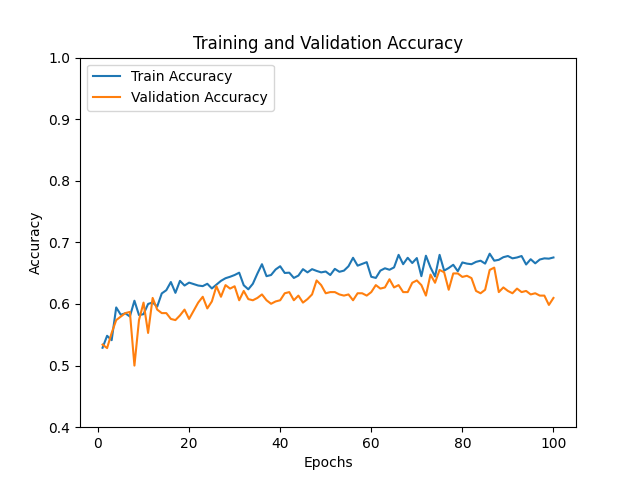 Training and Validation Accuracy
Train Accuracy
Validation Accuracy
1.0
0.9
0.8
0.7
0.6
0.5
0.4
Accuracy
0 20 40 60 80 100
Epochs